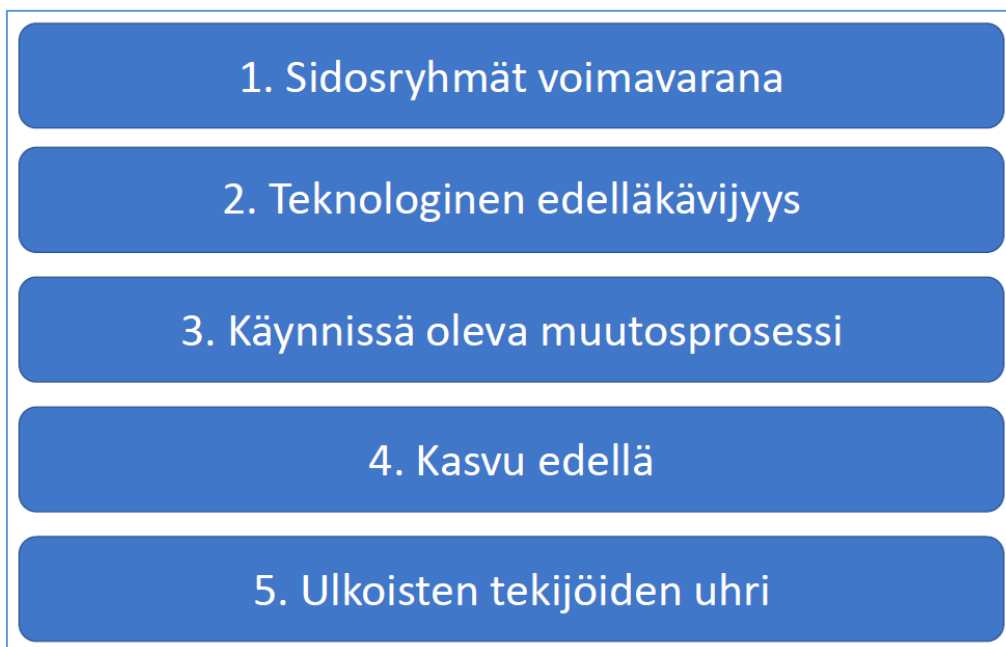 1. Sidosryhmät voimavarana
2. Teknologinen edelläkävijyys
3. Käynnissä oleva muutosprosessi
4. Kasvu edellä
5. Ulkoisten tekijöiden uhri